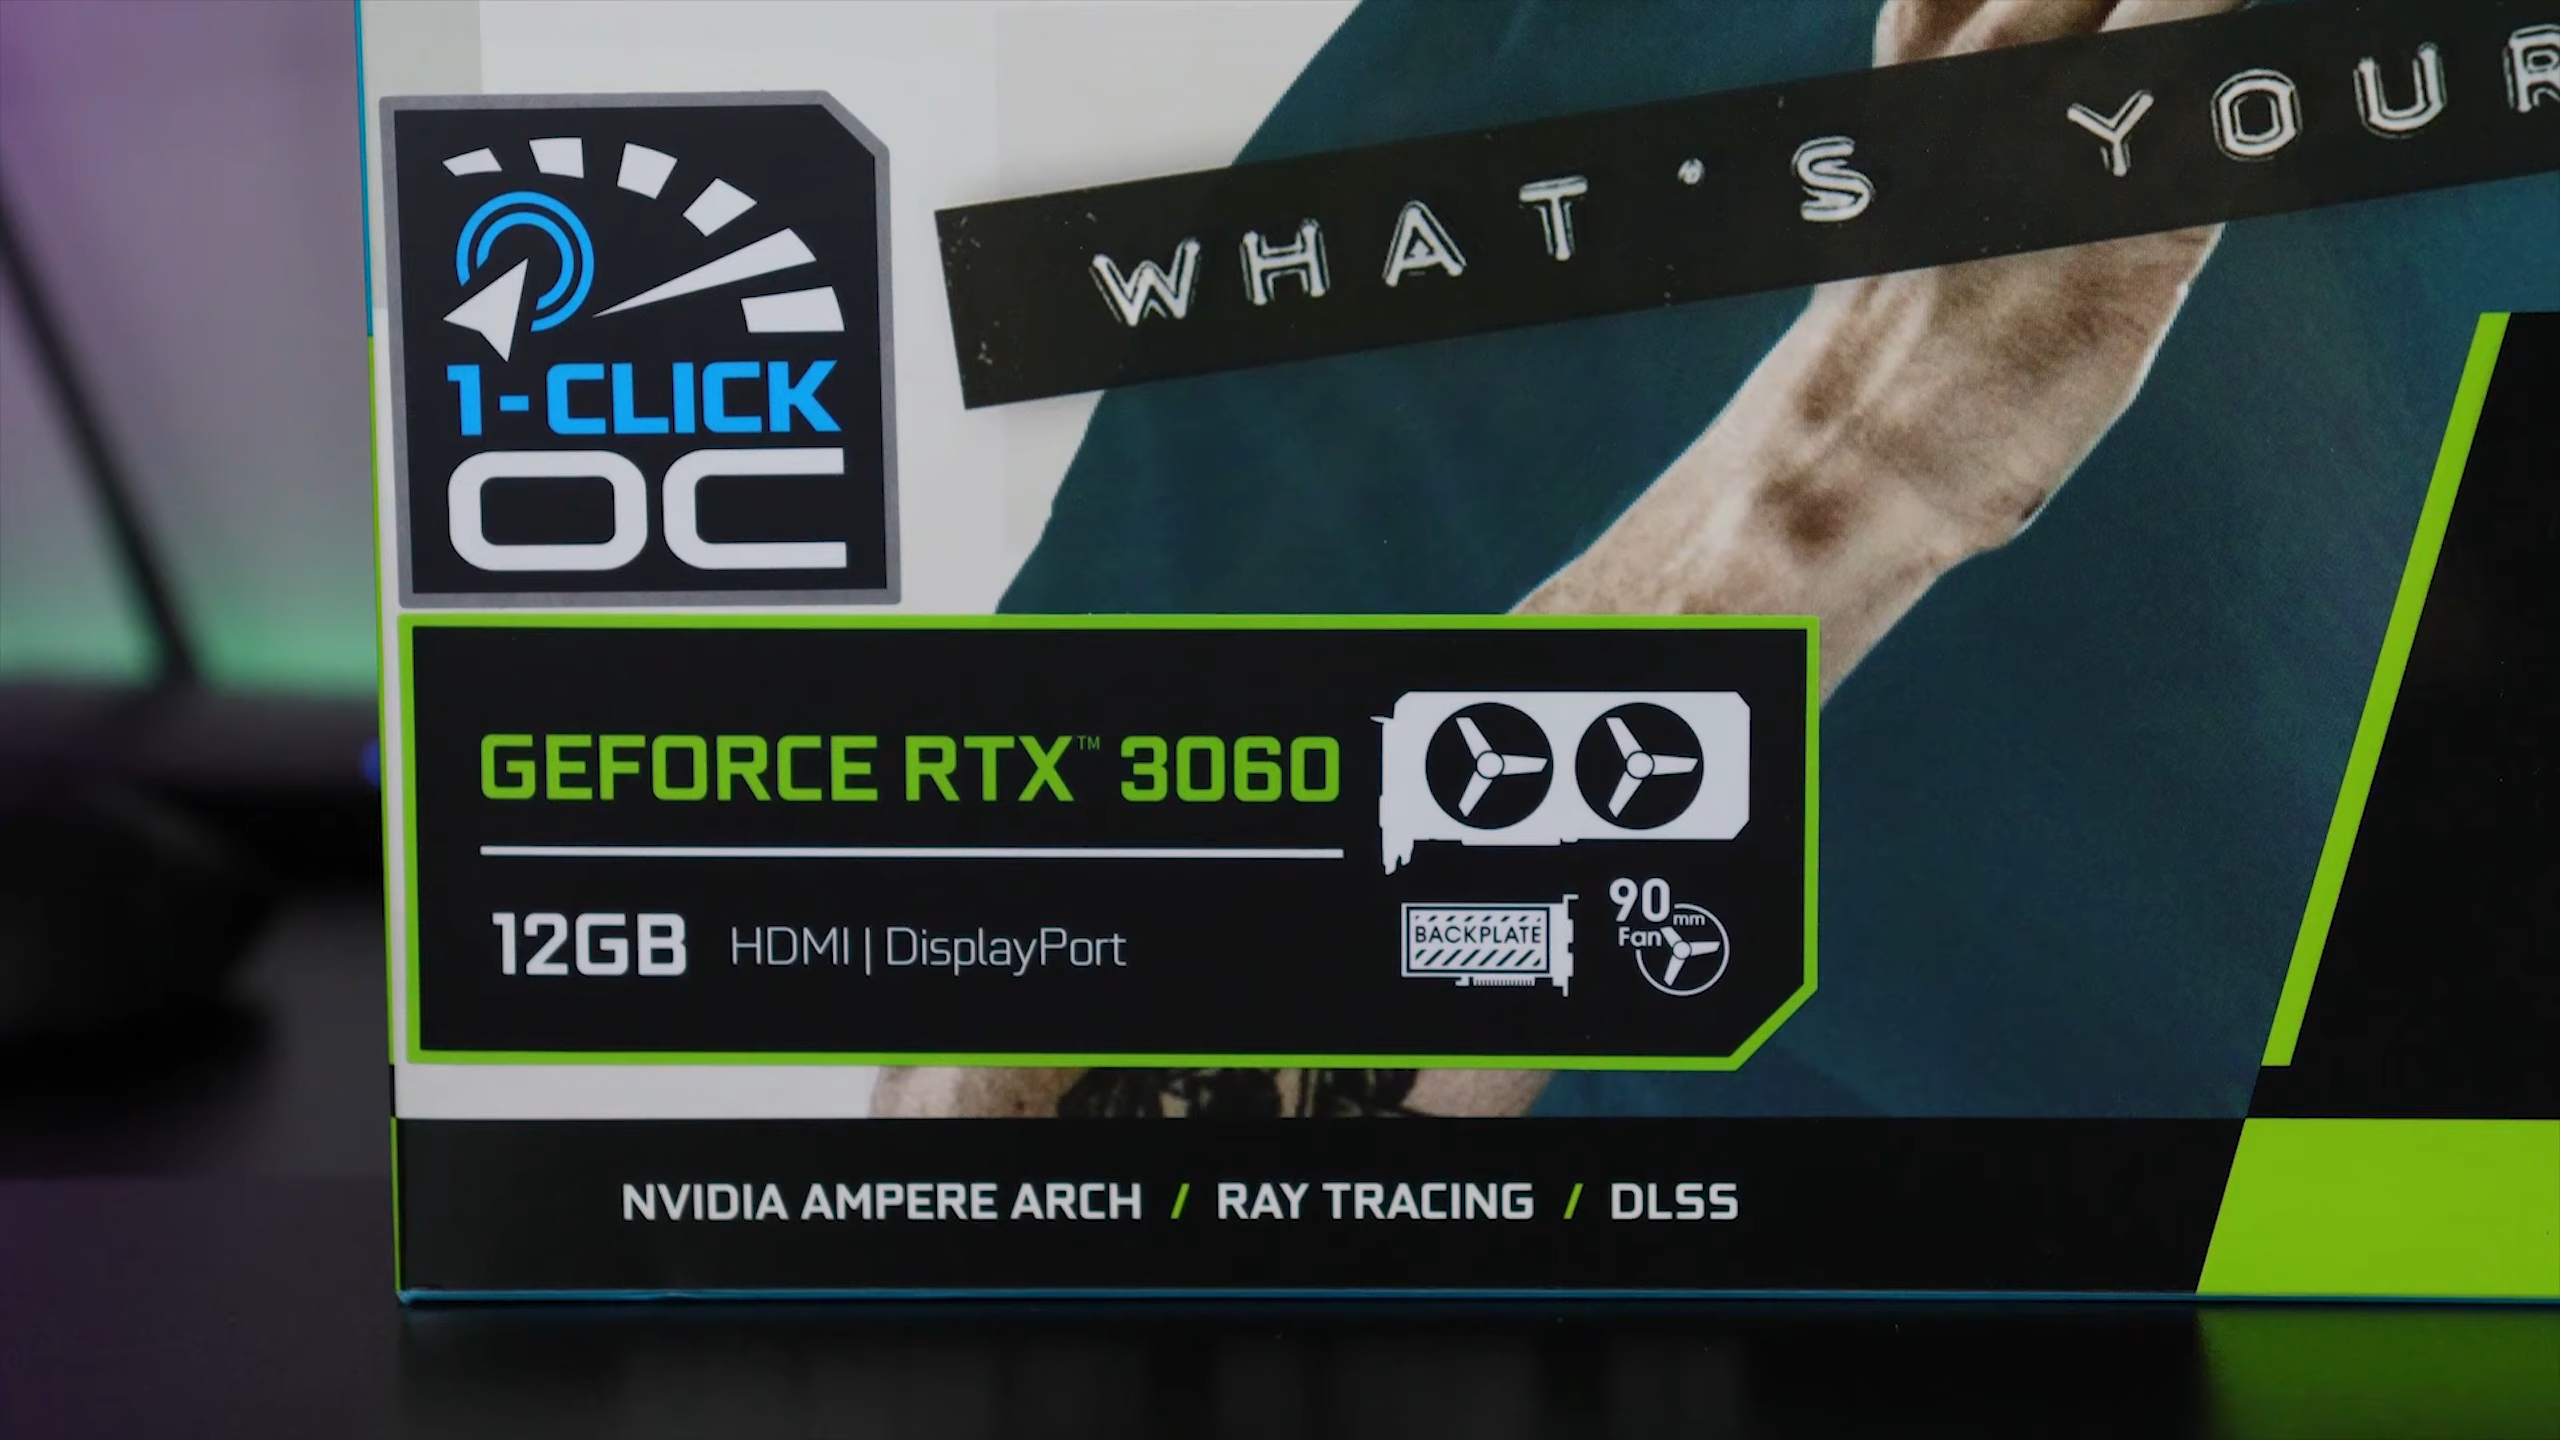 WHAT'S YOUR
1-CLICK
OC
GEFORCE RTX™ 3060
12GB HDMI | DisplayPort
BACKPLATE
90mm
Fan
NVIDIA AMPERE ARCH / RAY TRACING / DLSS